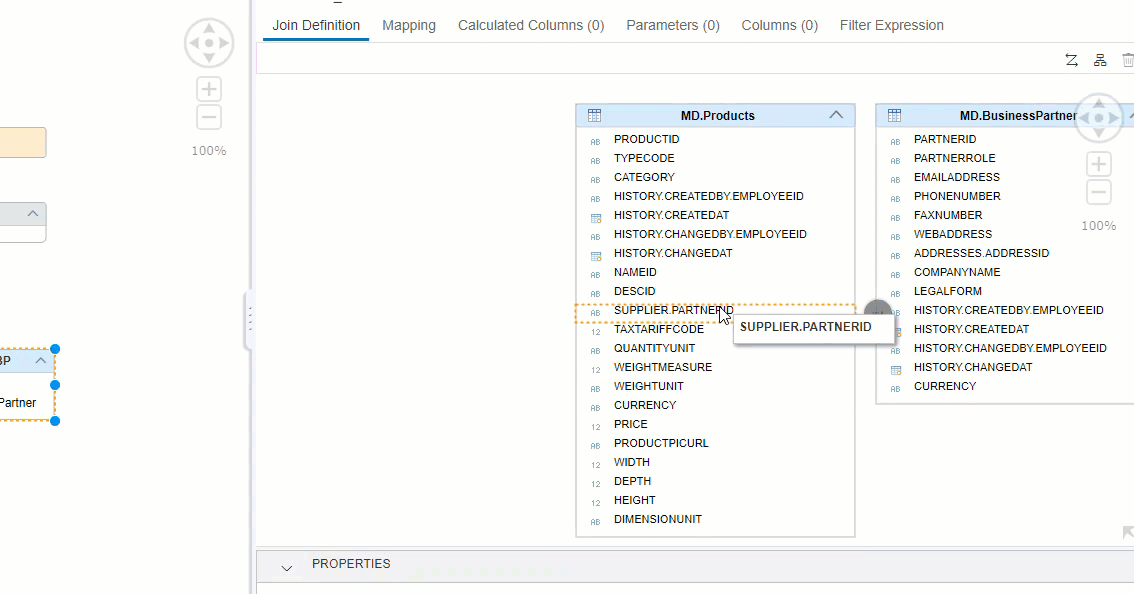 Join Definition Mapping Calculated Columns (0) Parameters (0) Columns (0) Filter Expression
100%
BP
Partner
MD.Products
AB PRODUCTID
AB TYPECODE
AB CATEGORY
AB HISTORY.CREATEDBY.EMPLOYEEID
HISTORY.CREATEDAT
AB HISTORY.CHANGEDBY.EMPLOYEEID
HISTORY.CHANGEDAT
AB NAMEID
AB DESCID
AB SUPPLIER.PARTNERID
12 TAXTARIFFCODE
AB QUANTITYUNIT
12 WEIGHTMEASURE
AB WEIGHTUNIT
AB CURRENCY
12 PRICE
AB PRODUCTPICURL
12 WIDTH
12 DEPTH
12 HEIGHT
AB DIMENSIONUNIT
SUPPLIER.PARTNERID
MD.BusinessPartner
AB PARTNERID
AB PARTNERROLE
AB EMAILADDRESS
AB PHONENUMBER
AB FAXNUMBER
AB WEBADDRESS
AB ADDRESSES.ADDRESSID
AB COMPANYNAME
AB LEGALFORM
HISTORY.CREATEDBY.EMPLOYEEID
HISTORY.CREATEDAT
AB HISTORY.CHANGEDBY.EMPLOYEEID
HISTORY.CHANGEDAT
AB CURRENCY
100%
PROPERTIES